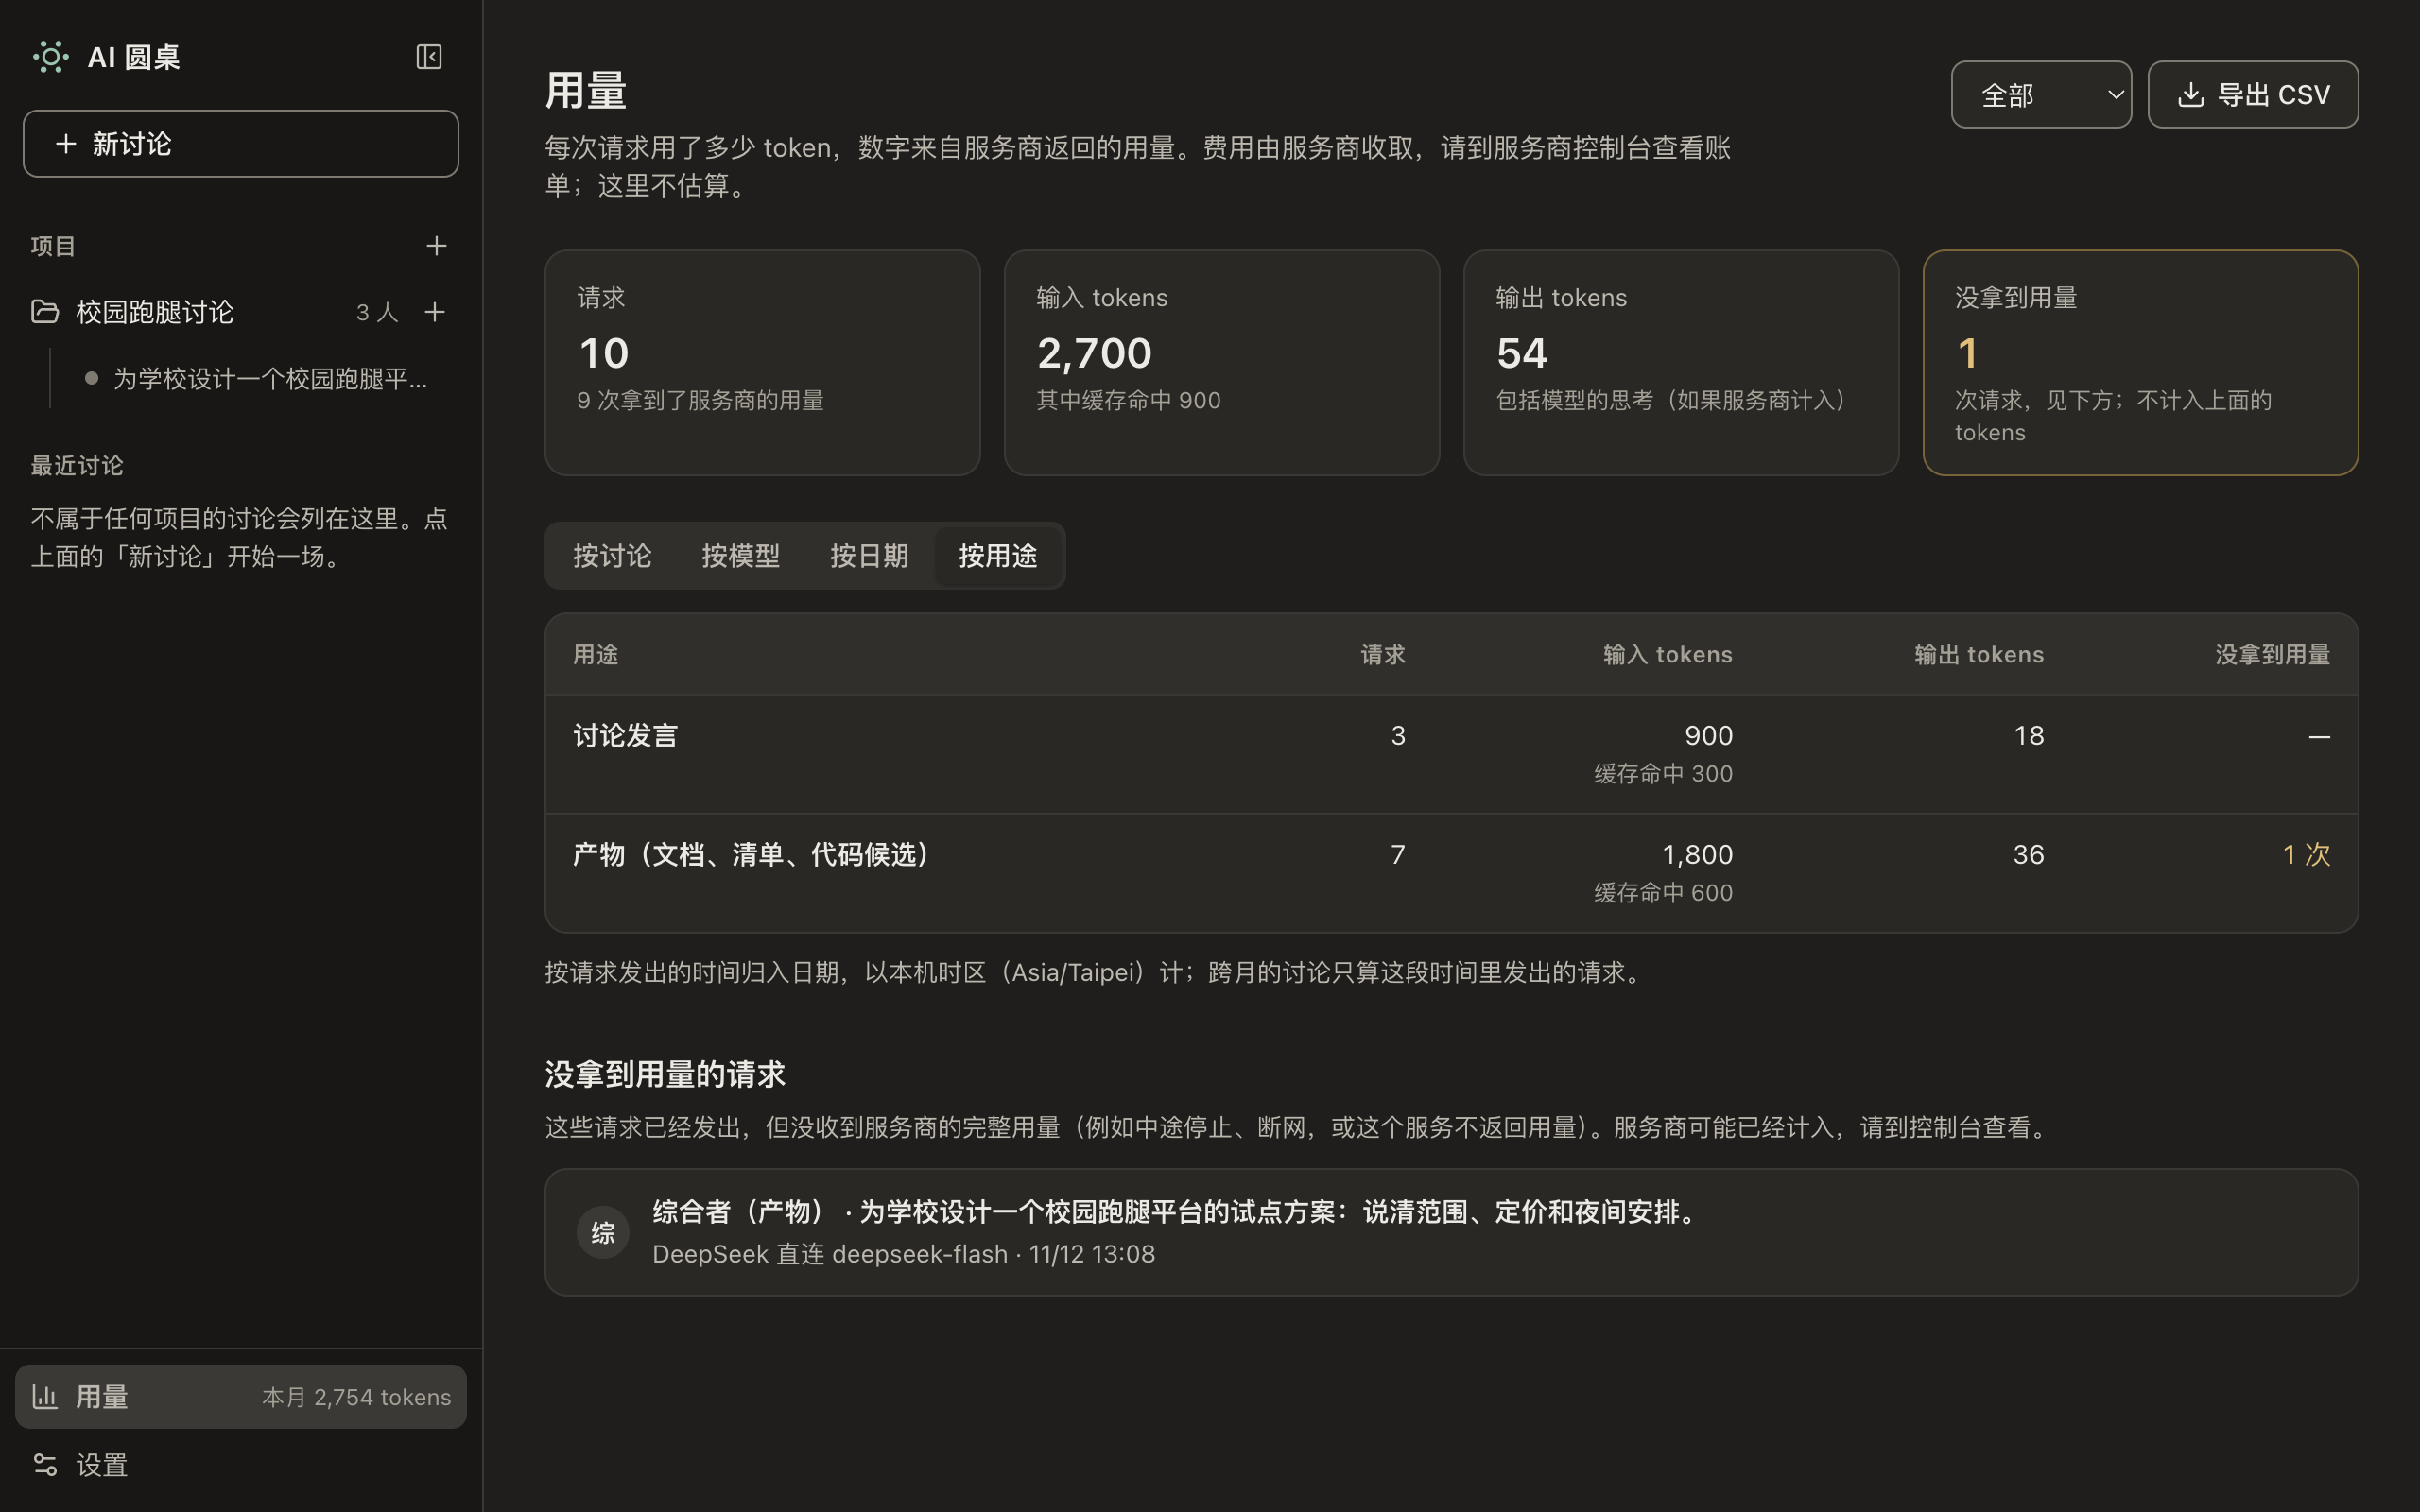 AI 圆桌
新讨论
项目
校园跑腿讨论 3 人
为学校设计一个校园跑腿平...
最近讨论
不属于任何项目的讨论会列在这里。点
上面的「新讨论」开始一场。
用量 本月 2,754 tokens
设置
用量
全部
导出 CSV
每次请求用了多少 token，数字来自服务商返回的用量。费用由服务商收取，请到服务商控制台查看账
单；这里不估算。
请求
10
9 次拿到了服务商的用量
输入 tokens
2,700
其中缓存命中 900
输出 tokens
54
包括模型的思考（如果服务商计入）
没拿到用量
1
次请求，见下方；不计入上面的
tokens
按讨论 按模型 按日期 按用途
用途 请求 输入 tokens 输出 tokens 没拿到用量
讨论发言 3 900 18 —
缓存命中 300
产物（文档、清单、代码候选） 7 1,800 36 1 次
缓存命中 600
按请求发出的时间归入日期，以本机时区（Asia/Taipei）计；跨月的讨论只算这段时间里发出的请求。
没拿到用量的请求
这些请求已经发出，但没收到服务商的完整用量（例如中途停止、断网，或这个服务不返回用量）。服务商可能已经计入，请到控制台查看。
综
综合者（产物） · 为学校设计一个校园跑腿平台的试点方案：说清范围、定价和夜间安排。
DeepSeek 直连 deepseek-flash · 11/12 13:08